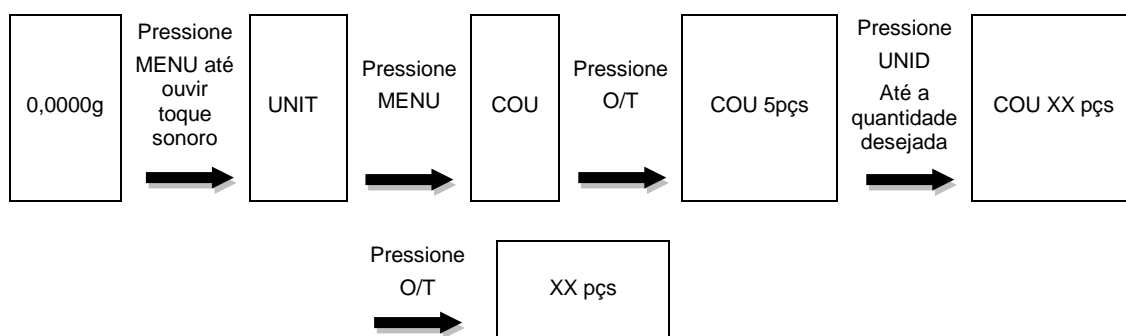 0,0000g
Pressione
MENU até
ouvir
toque
sonoro
UNIT
Pressione
MENU
COU
Pressione
O/T
COU 5pçs
Pressione
UNID
Até a
quantidade
desejada
COU XX pçs
Pressione
O/T
XX pçs